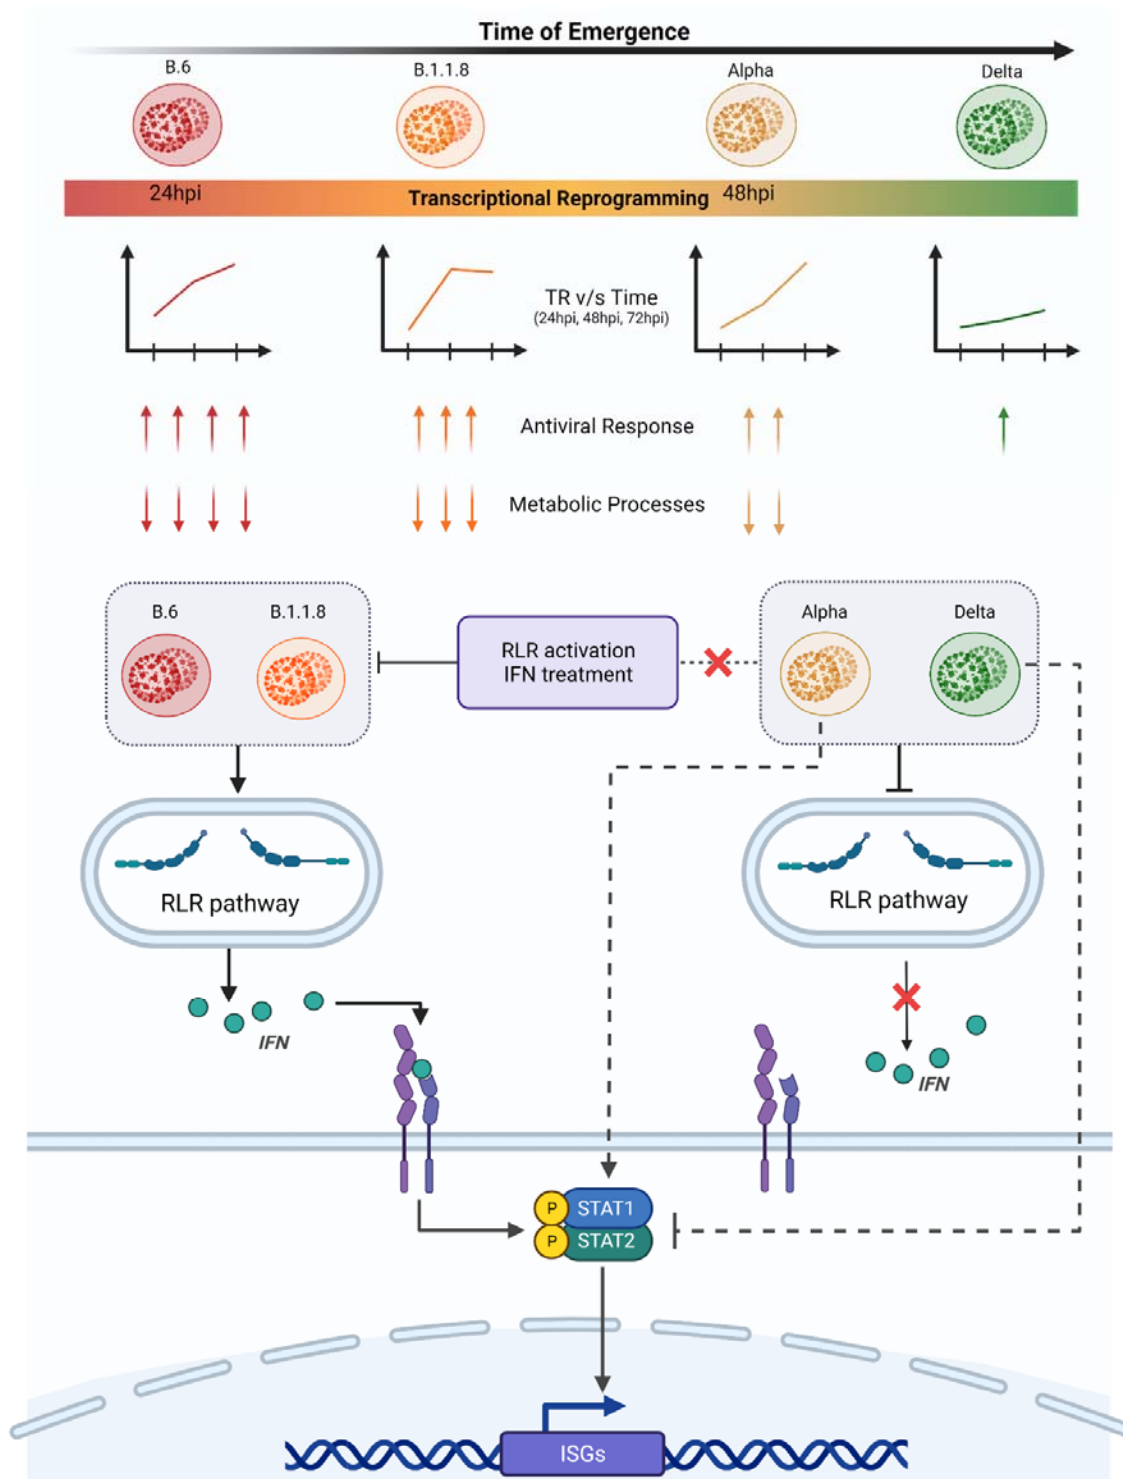 Time of Emergence
B.6
B.1.1.8
Alpha
Delta
24hpi
Transcriptional Reprogramming
48hpi
TR v/s Time
(24hpi, 48hpi, 72hpi)
Antiviral Response
Metabolic Processes
B.6
B.1.1.8
RLR activation
IFN treatment
Alpha
Delta
RLR pathway
RLR pathway
IFN
IFN
P
STAT1
P
STAT2
ISGs